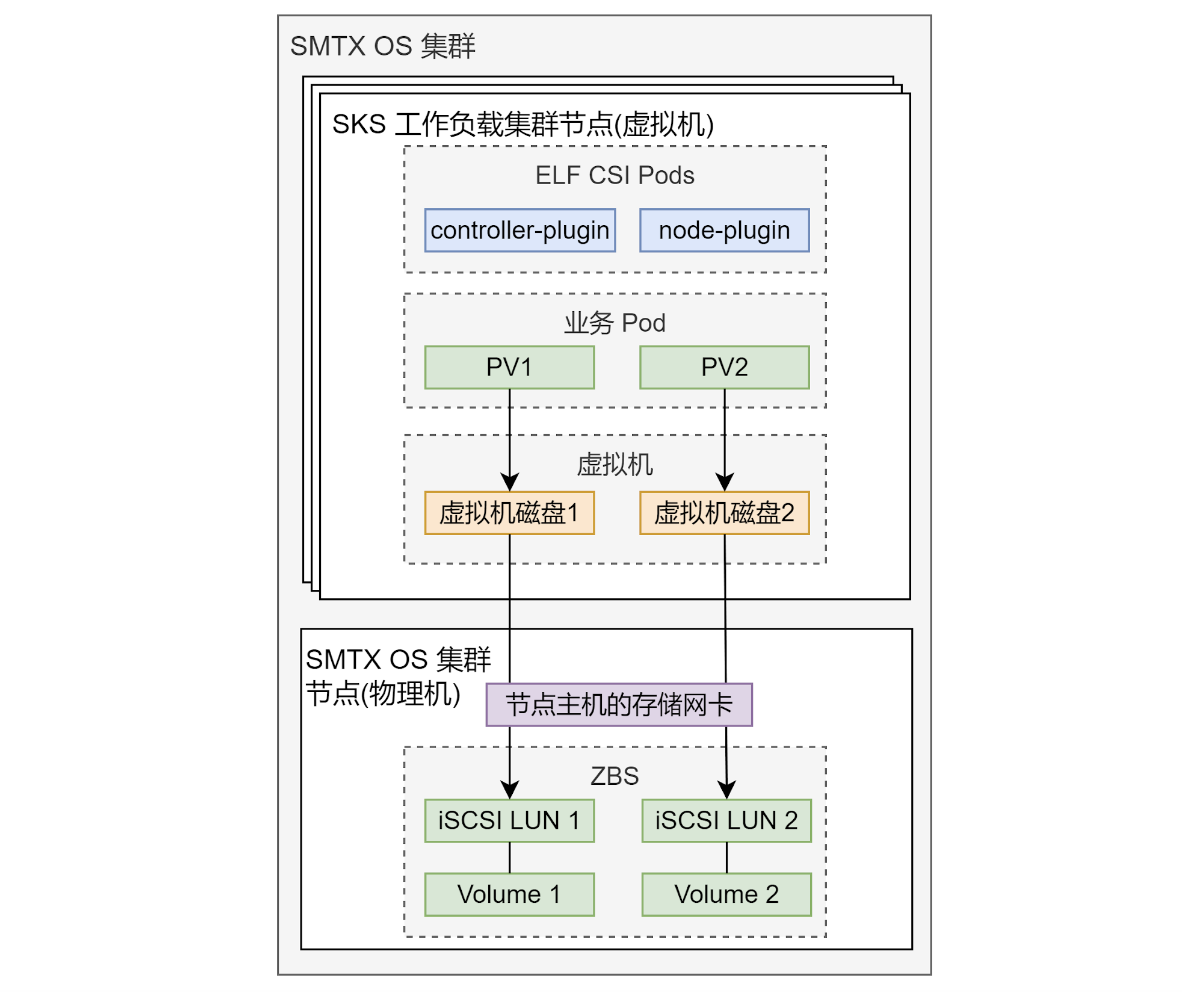 SMTX OS 集群
SKS 工作负载集群节点(虚拟机)
ELF CSI Pods
controller-plugin
node-plugin
业务 Pod
PV1
PV2
虚拟机
虚拟机磁盘1
虚拟机磁盘2
SMTX OS 集群
节点(物理机)
节点主机的存储网卡
ZBS
iSCSI LUN 1
iSCSI LUN 2
Volume 1
Volume 2